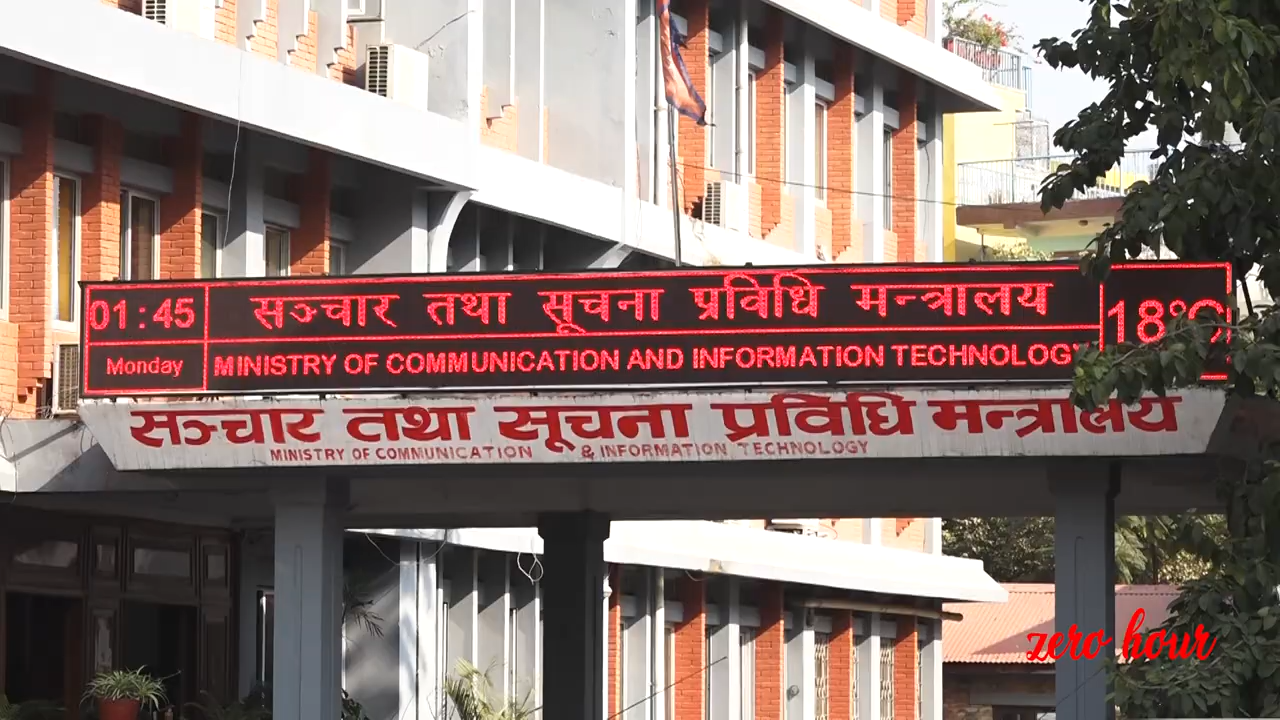 01:45
सञ्चार तथा सूचना प्रविधि मन्त्रालय
18°C
Monday
MINISTRY OF COMMUNICATION AND INFORMATION TECHNOLOGY
सञ्चार तथा सूचना प्रविधि मन्त्रालय
MINISTRY OF COMMUNICATION & INFORMATION TECHNOLOGY
zero hour